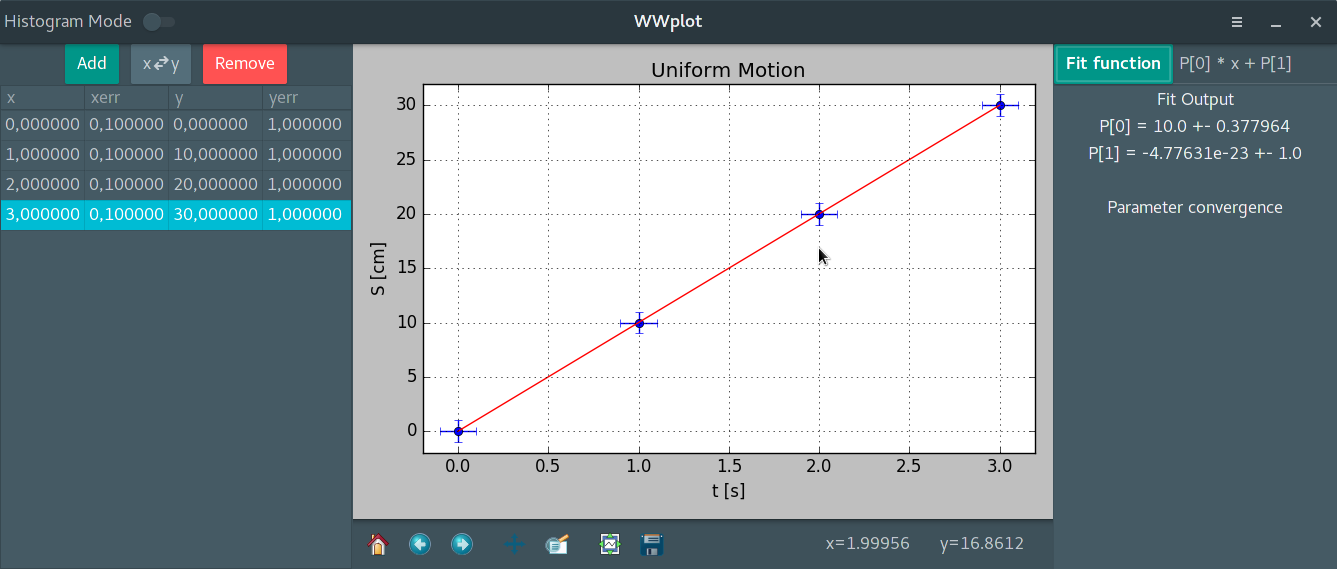 Histogram Mode
WWplot
Add
x⇄y
Remove
x xerr y yerr
0,000000 0,100000 0,000000 1,000000
1,000000 0,100000 10,000000 1,000000
2,000000 0,100000 20,000000 1,000000
3,000000 0,100000 30,000000 1,000000
Uniform Motion
30
25
20
15
10
5
0
S [cm]
0.0 0.5 1.0 1.5 2.0 2.5 3.0
t [s]
x=1.99956 y=16.8612
Fit function
P[0] * x + P[1]
Fit Output
P[0] = 10.0 +- 0.377964
P[1] = -4.77631e-23 +- 1.0
Parameter convergence